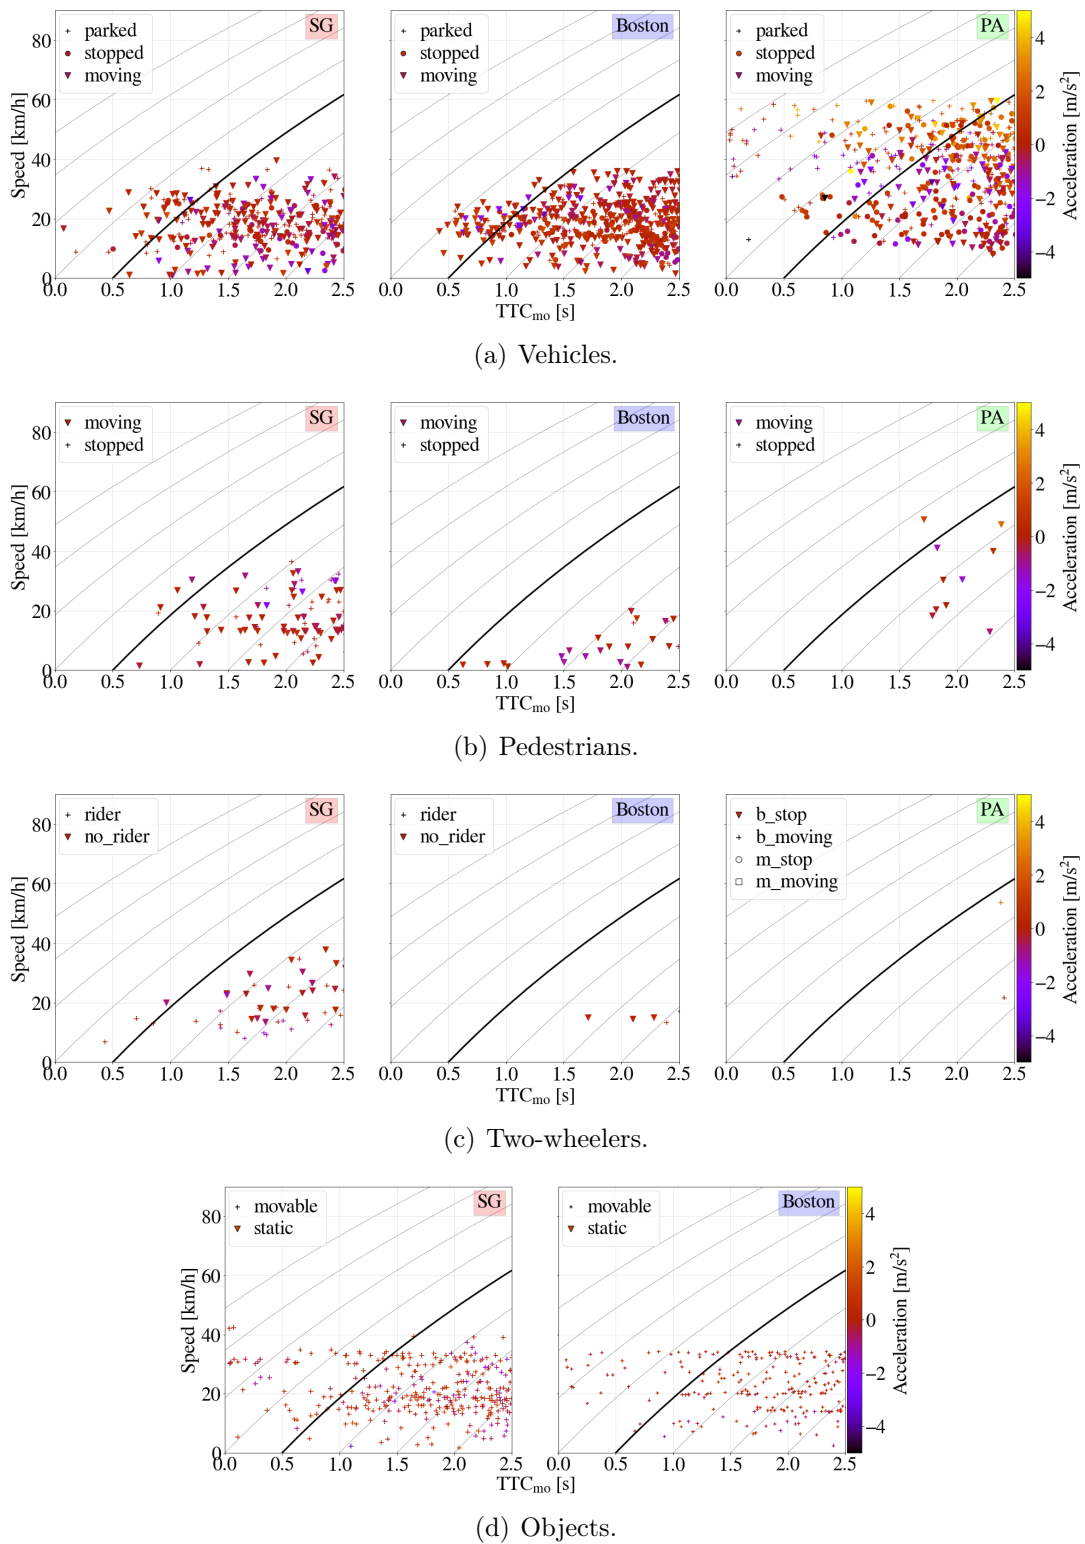 parked
stopped
moving
SG
parked
stopped
moving
Boston
parked
stopped
moving
PA
Speed [km/h]
80
60
40
20
0
0.0 0.5 1.0 1.5 2.0 2.5
0.0 0.5 1.0 1.5 2.0 2.5
0.0 0.5 1.0 1.5 2.0 2.5
TTCmo [s]
4
2
0
−2
−4
Acceleration [m/s²]
(a) Vehicles.
moving
stopped
SG
moving
stopped
Boston
moving
stopped
PA
Speed [km/h]
80
60
40
20
0
0.0 0.5 1.0 1.5 2.0 2.5
0.0 0.5 1.0 1.5 2.0 2.5
0.0 0.5 1.0 1.5 2.0 2.5
TTCmo [s]
4
2
0
−2
−4
Acceleration [m/s²]
(b) Pedestrians.
rider
no_rider
SG
rider
no_rider
Boston
b_stop
b_moving
m_stop
m_moving
PA
Speed [km/h]
80
60
40
20
0
0.0 0.5 1.0 1.5 2.0 2.5
0.0 0.5 1.0 1.5 2.0 2.5
0.0 0.5 1.0 1.5 2.0 2.5
TTCmo [s]
4
2
0
−2
−4
Acceleration [m/s²]
(c) Two-wheelers.
movable
static
SG
movable
static
Boston
Speed [km/h]
80
60
40
20
0
0.0 0.5 1.0 1.5 2.0 2.5
0.0 0.5 1.0 1.5 2.0 2.5
TTCmo [s]
4
2
0
−2
−4
Acceleration [m/s²]
(d) Objects.